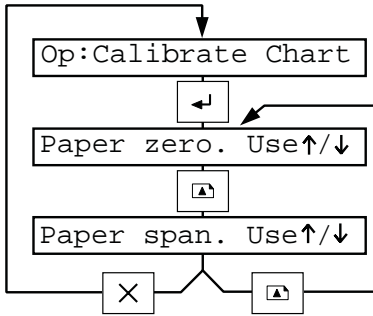 Op:Calibrate Chart
Paper zero. Use↑/↓
Paper span. Use↑/↓